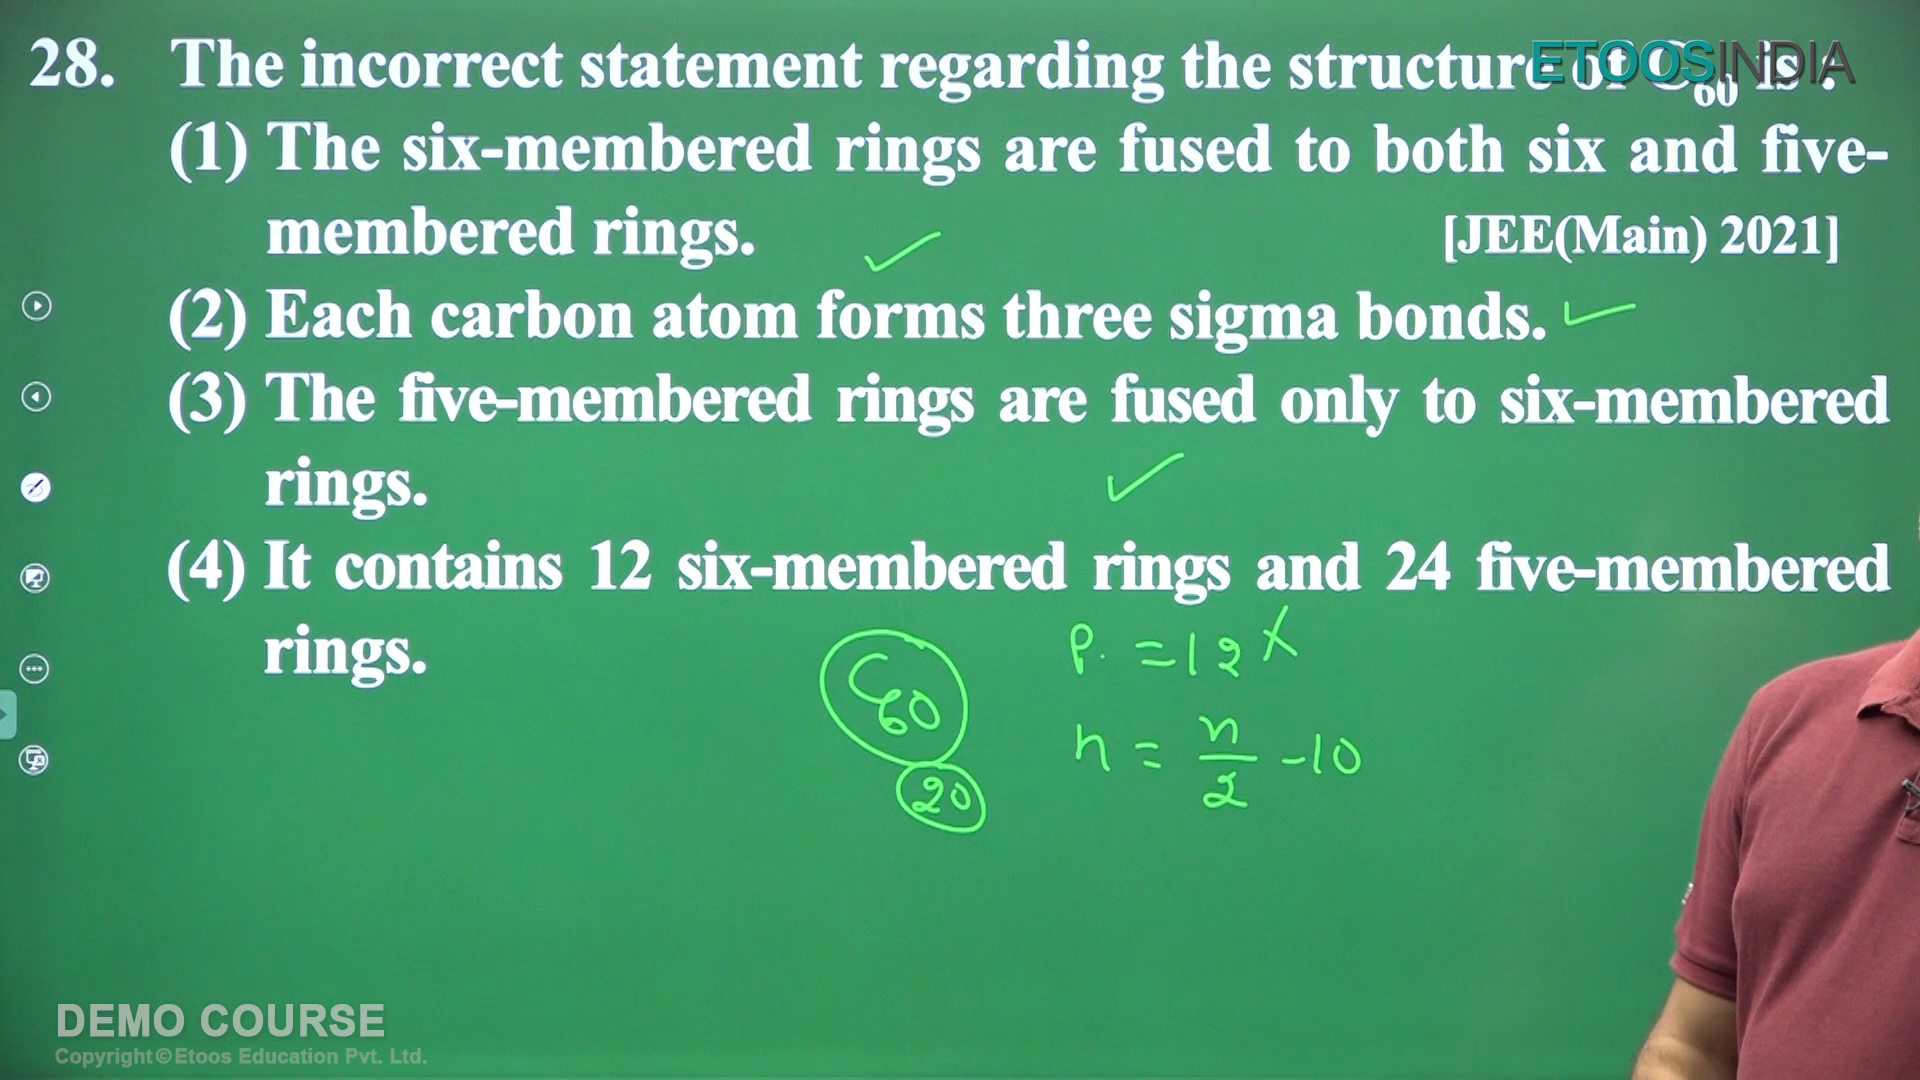 28. The incorrect statement regarding the structure of C60 is :
ETOOSINDIA
(1) The six-membered rings are fused to both six and five-
membered rings. [JEE(Main) 2021]
(2) Each carbon atom forms three sigma bonds.
(3) The five-membered rings are fused only to six-membered
rings.
(4) It contains 12 six-membered rings and 24 five-membered
rings.
C60
20
P. = 12
n = n/2 - 10
DEMO COURSE
Copyright © Etoos Education Pvt. Ltd.